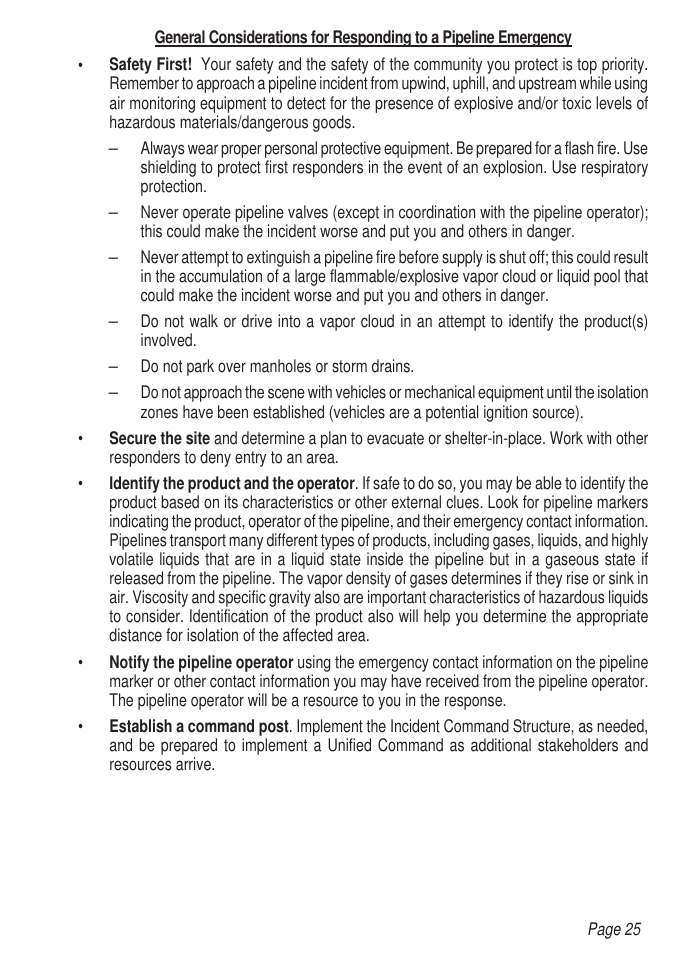 General Considerations for Responding to a Pipeline Emergency
• Safety First! Your safety and the safety of the community you protect is top priority.
Remember to approach a pipeline incident from upwind, uphill, and upstream while using
air monitoring equipment to detect for the presence of explosive and/or toxic levels of
hazardous materials/dangerous goods.
– Always wear proper personal protective equipment. Be prepared for a flash fire. Use
shielding to protect first responders in the event of an explosion. Use respiratory
protection.
– Never operate pipeline valves (except in coordination with the pipeline operator);
this could make the incident worse and put you and others in danger.
– Never attempt to extinguish a pipeline fire before supply is shut off; this could result
in the accumulation of a large flammable/explosive vapor cloud or liquid pool that
could make the incident worse and put you and others in danger.
– Do not walk or drive into a vapor cloud in an attempt to identify the product(s)
involved.
– Do not park over manholes or storm drains.
– Do not approach the scene with vehicles or mechanical equipment until the isolation
zones have been established (vehicles are a potential ignition source).
• Secure the site and determine a plan to evacuate or shelter-in-place. Work with other
responders to deny entry to an area.
• Identify the product and the operator. If safe to do so, you may be able to identify the
product based on its characteristics or other external clues. Look for pipeline markers
indicating the product, operator of the pipeline, and their emergency contact information.
Pipelines transport many different types of products, including gases, liquids, and highly
volatile liquids that are in a liquid state inside the pipeline but in a gaseous state if
released from the pipeline. The vapor density of gases determines if they rise or sink in
air. Viscosity and specific gravity also are important characteristics of hazardous liquids
to consider. Identification of the product also will help you determine the appropriate
distance for isolation of the affected area.
• Notify the pipeline operator using the emergency contact information on the pipeline
marker or other contact information you may have received from the pipeline operator.
The pipeline operator will be a resource to you in the response.
• Establish a command post. Implement the Incident Command Structure, as needed,
and be prepared to implement a Unified Command as additional stakeholders and
resources arrive.
Page 25